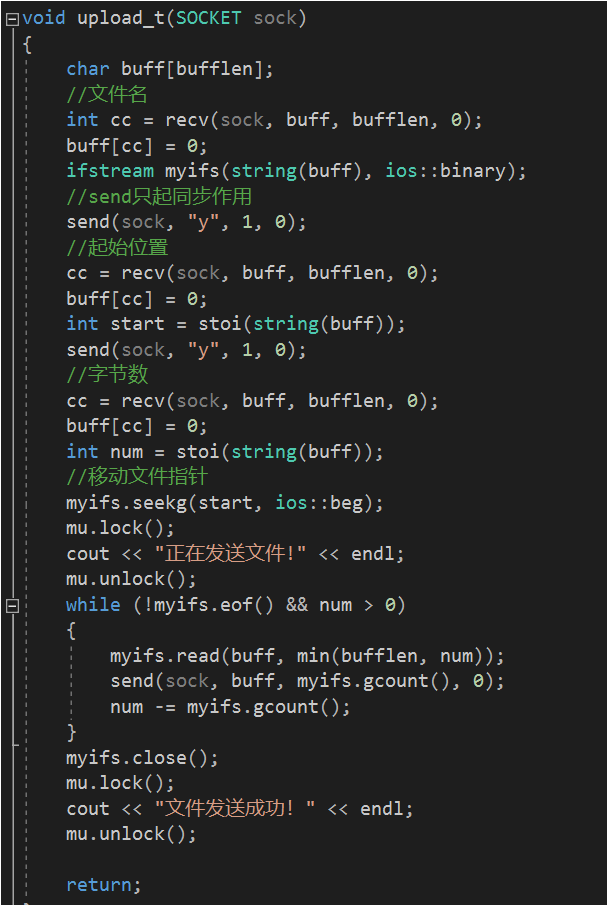 void upload_t(SOCKET sock)
{
    char buff[bufflen];
    //文件名
    int cc = recv(sock, buff, bufflen, 0);
    buff[cc] = 0;
    ifstream myifs(string(buff), ios::binary);
    //send只起同步作用
    send(sock, "y", 1, 0);
    //起始位置
    cc = recv(sock, buff, bufflen, 0);
    buff[cc] = 0;
    int start = stoi(string(buff));
    send(sock, "y", 1, 0);
    //字节数
    cc = recv(sock, buff, bufflen, 0);
    buff[cc] = 0;
    int num = stoi(string(buff));
    //移动文件指针
    myifs.seekg(start, ios::beg);
    mu.lock();
    cout << "正在发送文件!" << endl;
    mu.unlock();
    while (!myifs.eof() && num > 0)
    {
        myifs.read(buff, min(bufflen, num));
        send(sock, buff, myifs.gcount(), 0);
        num -= myifs.gcount();
    }
    myifs.close();
    mu.lock();
    cout << "文件发送成功！" << endl;
    mu.unlock();

    return;